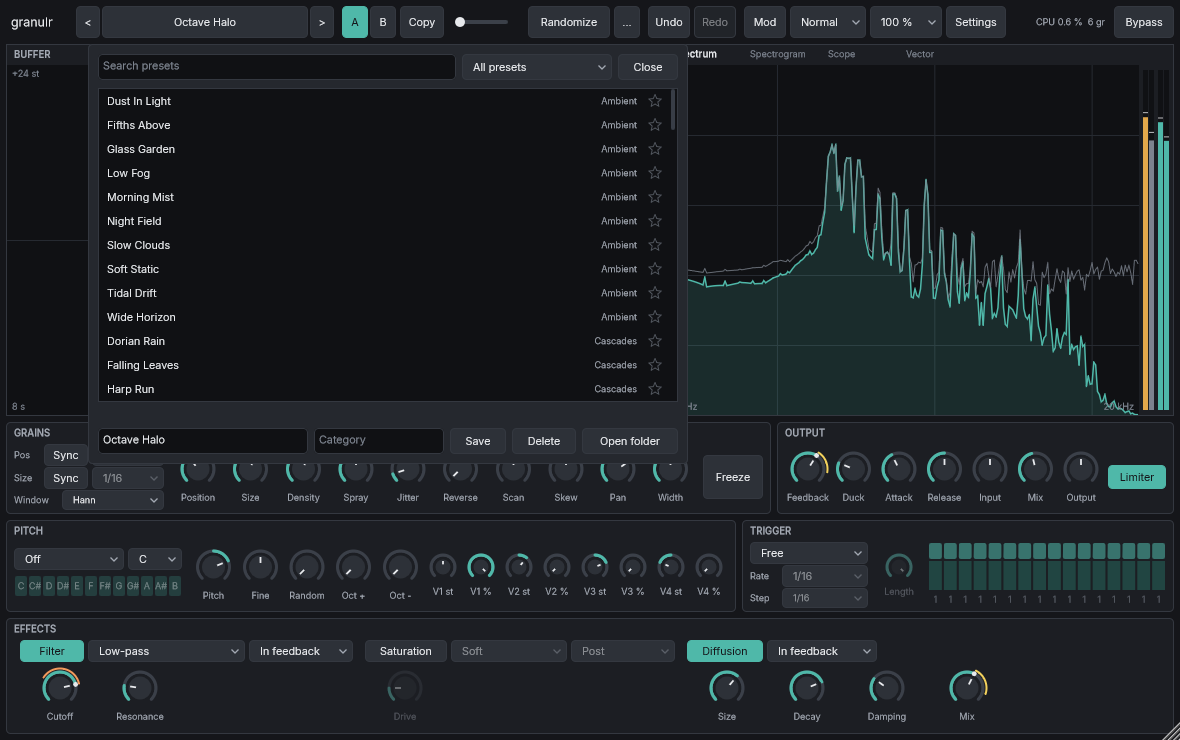 granulr < Octave Halo > A B Copy Randomize ... Undo Redo Mod Normal 100 % Settings CPU 0.6 % 6 gr Bypass
BUFFER
Search presets All presets Close
ectrum Spectrogram Scope Vector
+24 st
Dust In Light Ambient
Fifths Above Ambient
Glass Garden Ambient
Low Fog Ambient
Morning Mist Ambient
Night Field Ambient
Slow Clouds Ambient
Soft Static Ambient
Tidal Drift Ambient
Wide Horizon Ambient
Dorian Rain Cascades
Falling Leaves Cascades
Harp Run Cascades
8 s Hz 20 kHz
Octave Halo Category Save Delete Open folder
GRAINS
Pos Sync
Size Sync 1/16
Window Hann
Position Size Density Spray Jitter Reverse Scan Skew Pan Width Freeze
OUTPUT
Feedback Duck Attack Release Input Mix Output Limiter
PITCH
Off C
C C# D D# E F F# G G# A A# B
Pitch Fine Random Oct + Oct - V1 st V1 % V2 st V2 % V3 st V3 % V4 st V4 %
TRIGGER
Free
Rate 1/16
Step 1/16
Length
1 1 1 1 1 1 1 1 1 1 1 1 1 1 1 1
EFFECTS
Filter Low-pass In feedback Saturation Soft Post Diffusion In feedback
Cutoff Resonance Drive Size Decay Damping Mix